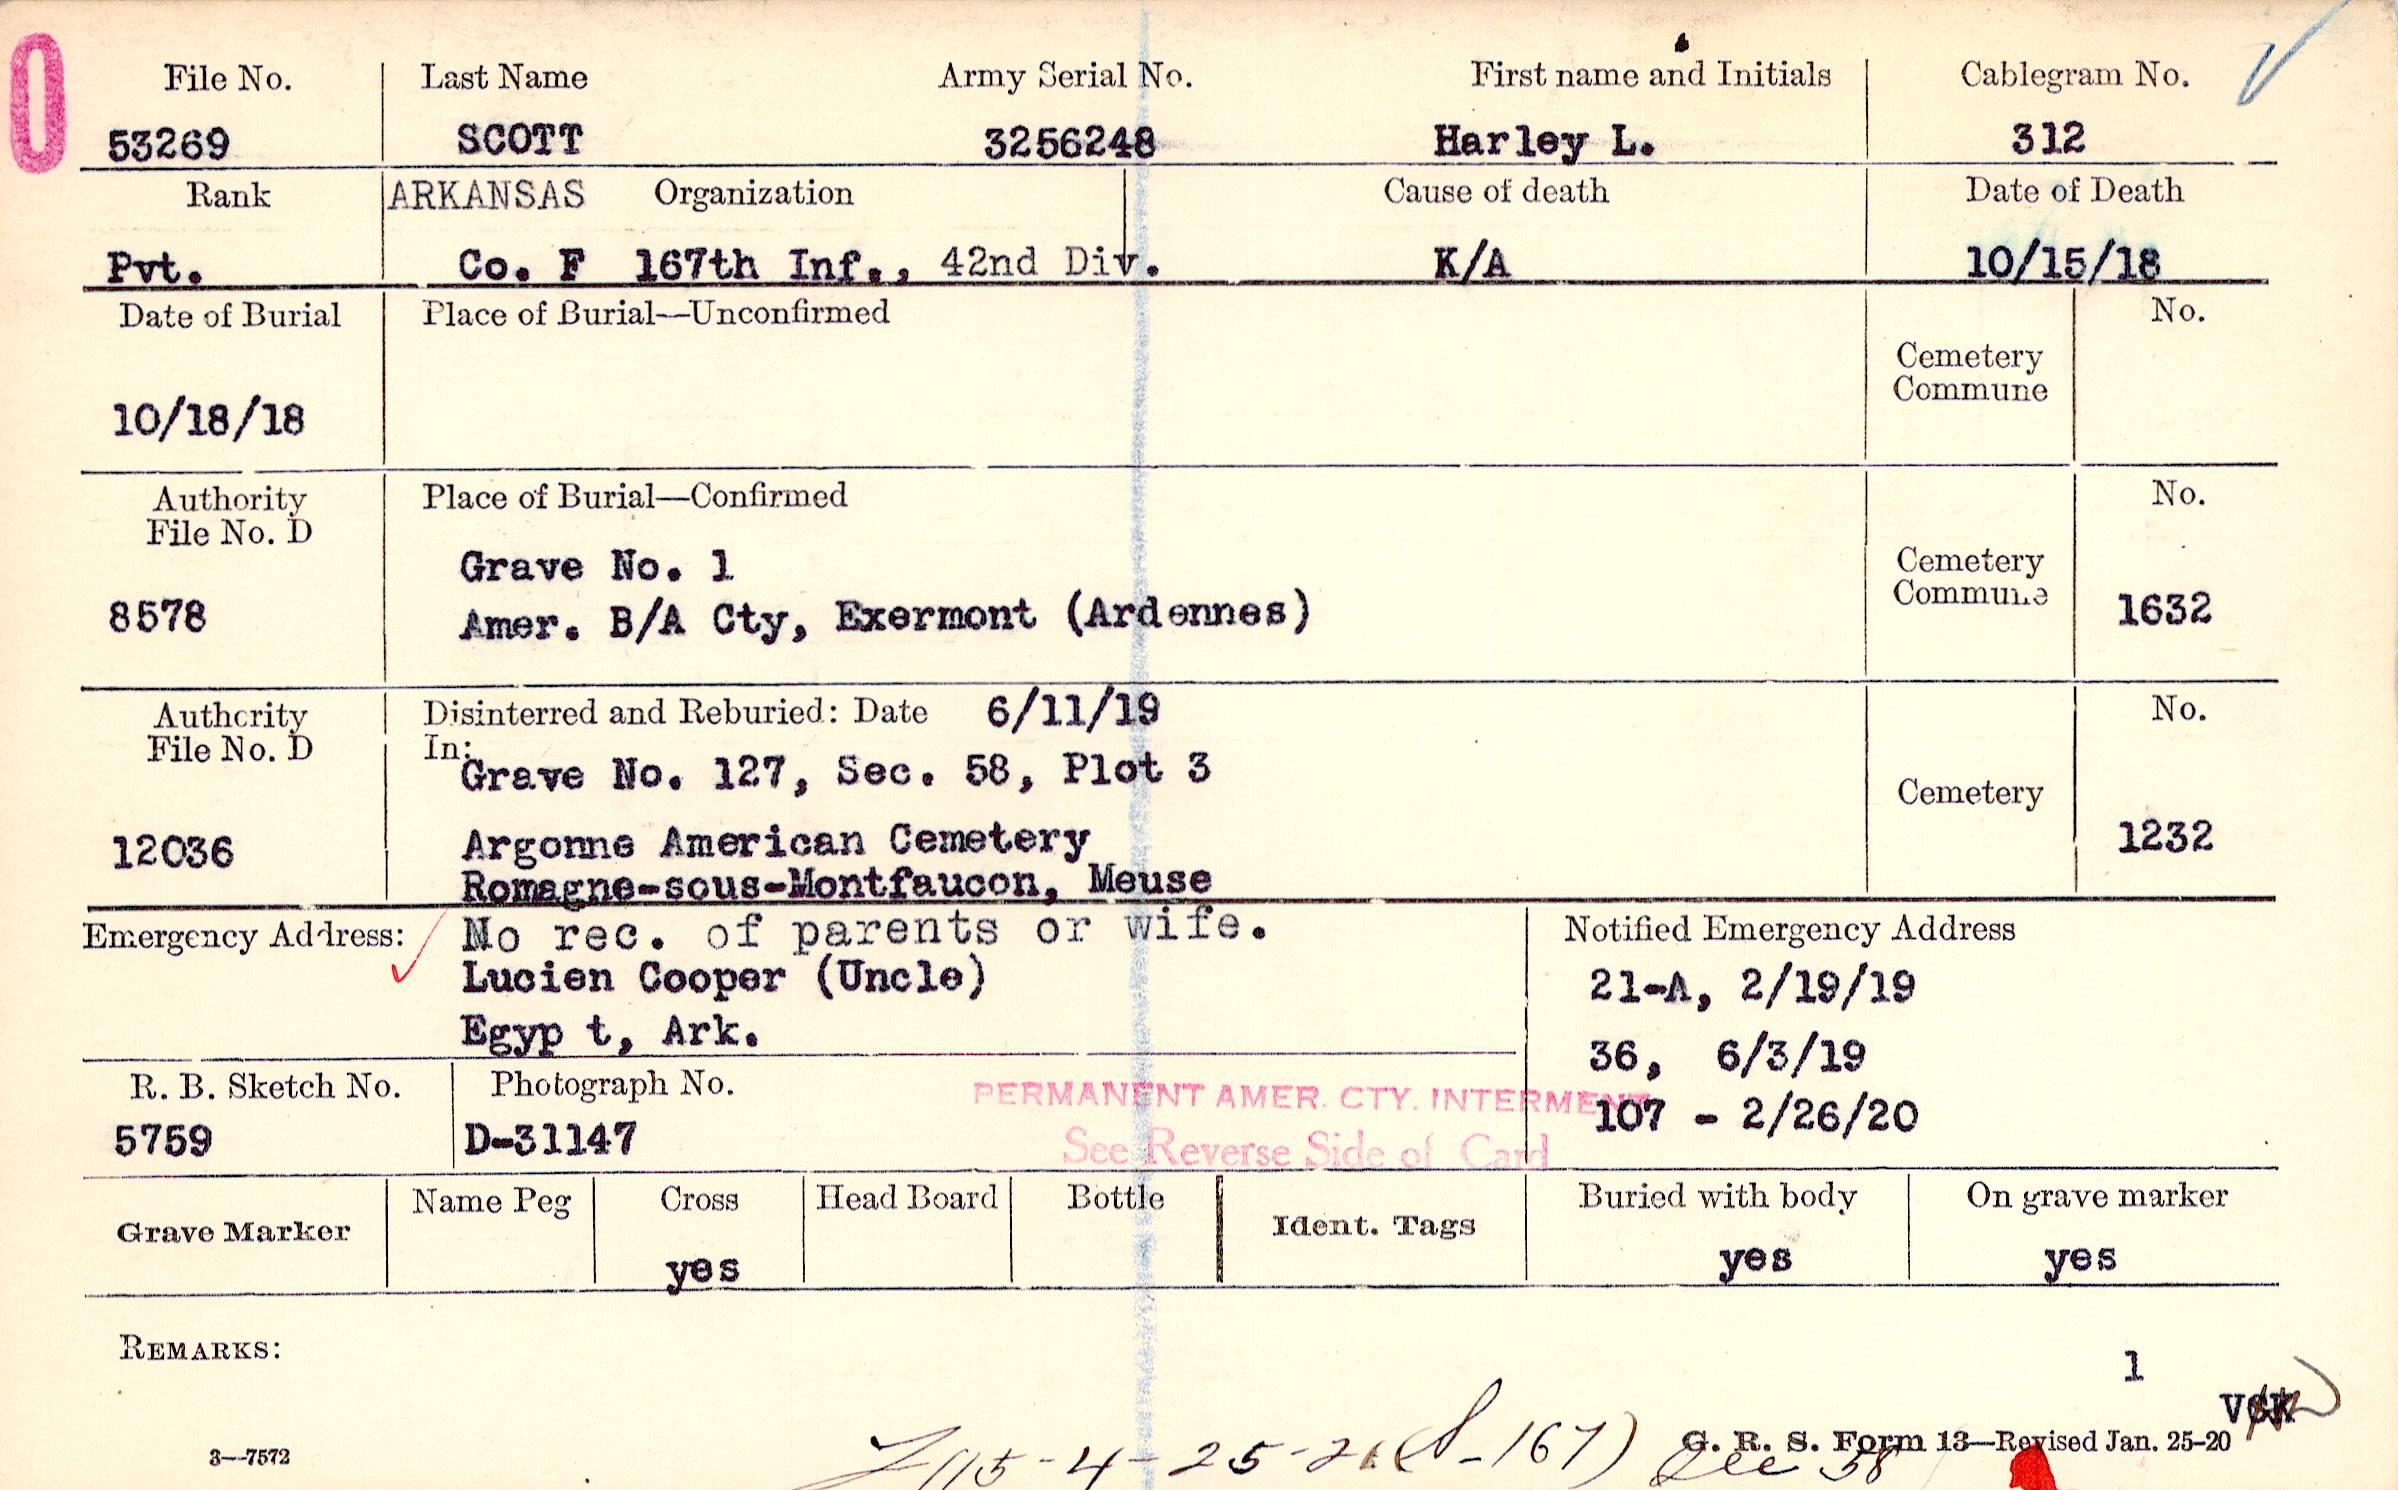 0
File No. Last Name Army Serial No. First name and Initials Cablegram No.
53269 SCOTT 3256248 Harley L. 312
Rank ARKANSAS Organization Cause of death Date of Death
Pvt. Co. F 167th Inf., 42nd Div. K/A 10/15/18
Date of Burial Place of Burial—Unconfirmed No.
Cemetery
Commune
10/18/18
Authority Place of Burial—Confirmed No.
File No. D
Grave No. 1 Cemetery
8578 Amer. B/A Cty, Exermont (Ardennes) Commune 1632
Authority Disinterred and Reburied: Date 6/11/19 No.
File No. D In:
Grave No. 127, Sec. 58, Plot 3
Cemetery
12036 Argonne American Cemetery 1232
Romagne-sous-Montfaucon, Meuse
Emergency Address: No rec. of parents or wife. Notified Emergency Address
Lucien Cooper (Uncle) 21-A, 2/19/19
Egyp t, Ark. 36, 6/3/19
R. B. Sketch No. Photograph No. PERMANENT AMER. CTY. INTERMENT 107 - 2/26/20
5759 D-31147 See Reverse Side of Card
Grave Marker Name Peg Cross Head Board Bottle Ident. Tags Buried with body On grave marker
yes yes yes
REMARKS:
1
3—7572 -4-25-21 -167) G. R. S. Form 13—Revised Jan. 25-20
58